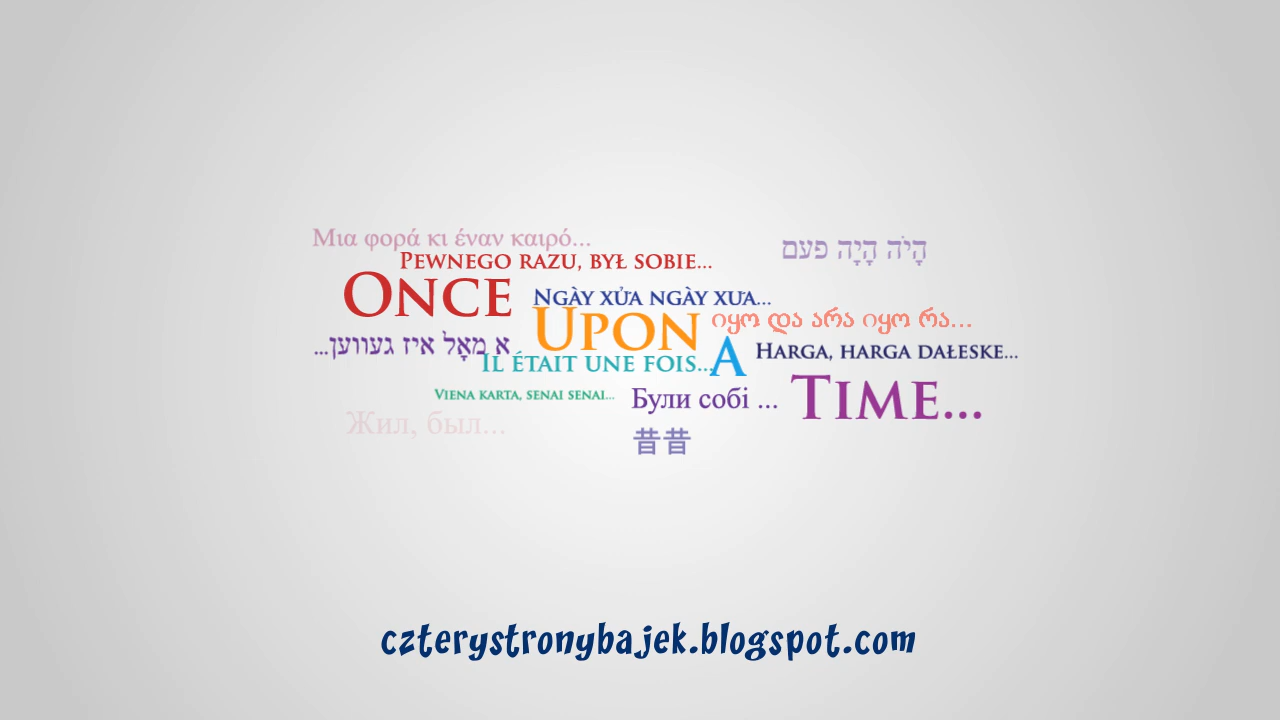 Μια φορά κι έναν καιρό...
הָיֹה הָיָה פעם
PEWNEGO RAZU, BYŁ SOBIE...
ONCE
NGÀY XỬA NGÀY XƯA...
UPON
იყო და არა იყო რა...
א מאָל איז געווען...
IL ÉTAIT UNE FOIS...
A
HARGA, HARGA DAŁESKE...
VIENA KARTA, SENAI SENAI...
Були собі ...
TIME...
Жил, был...
昔昔
czterystronybajek.blogspot.com